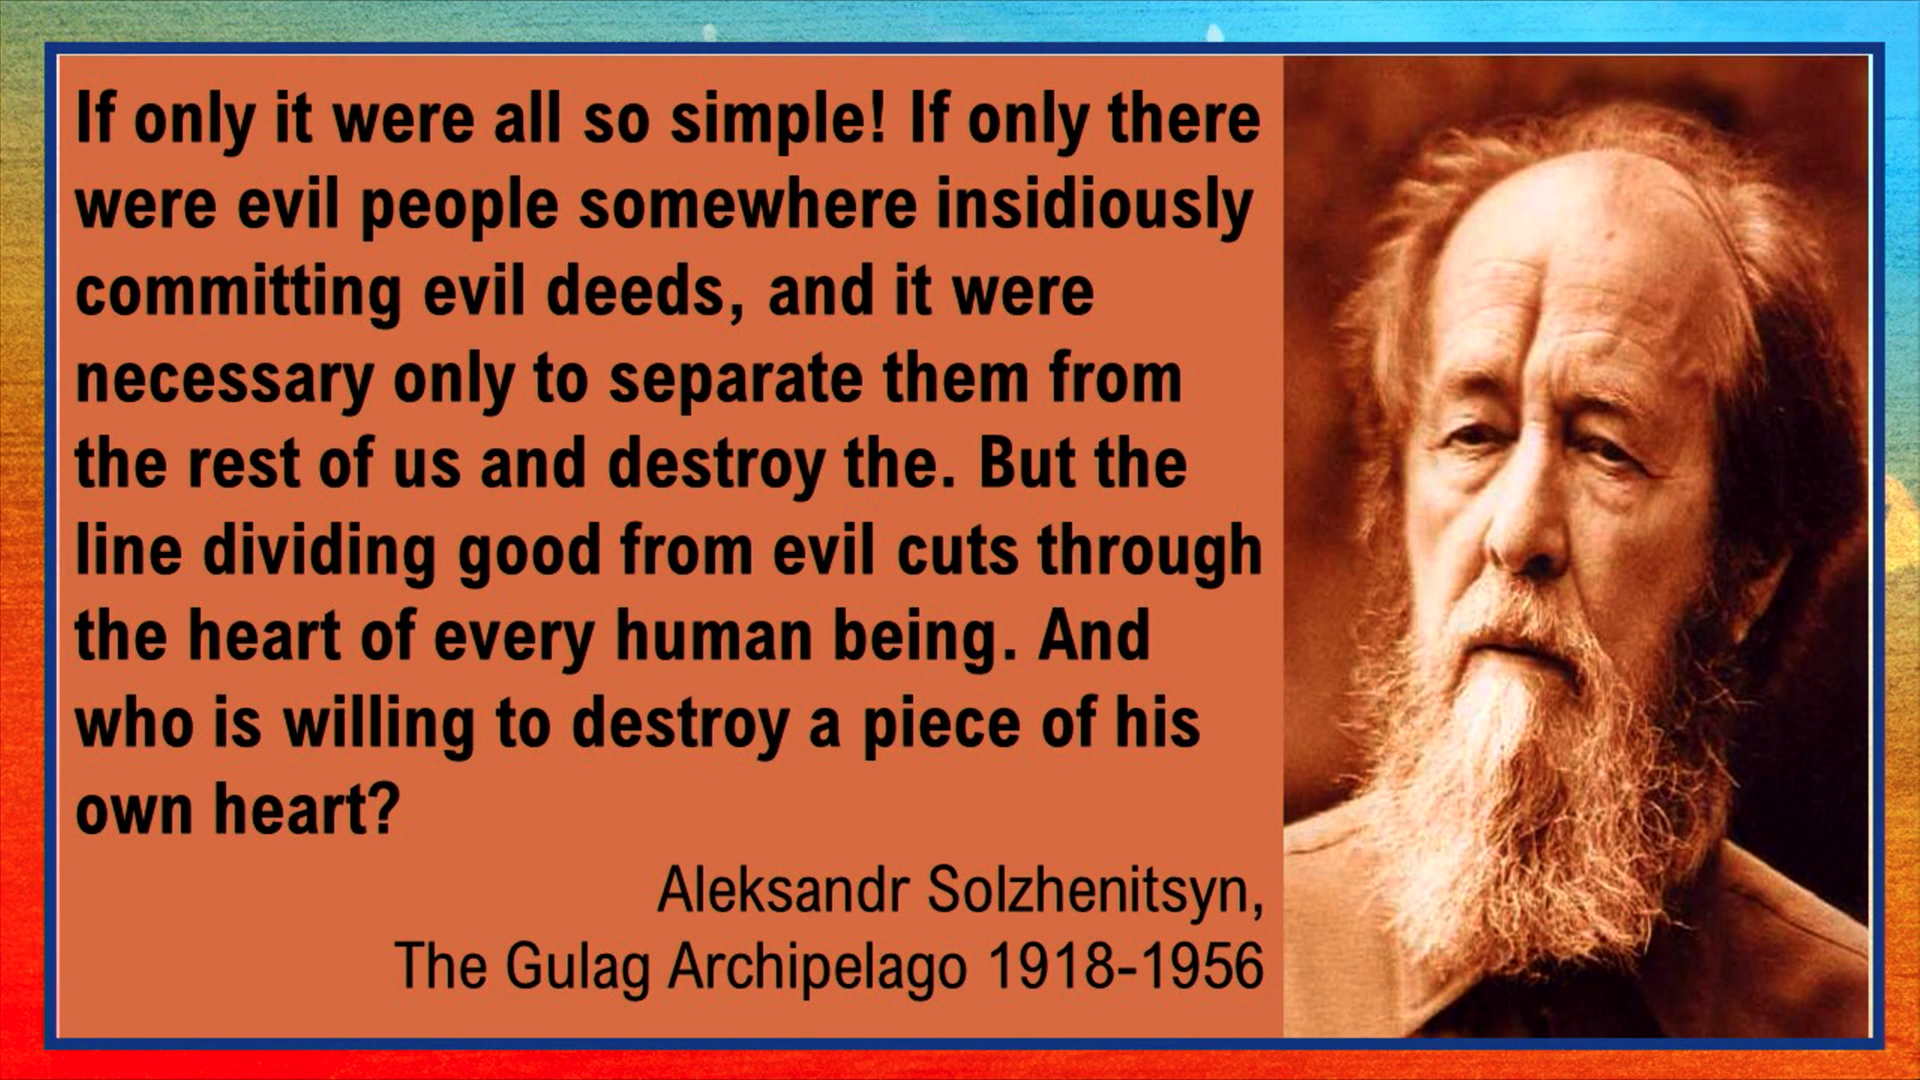 If only it were all so simple! If only there
were evil people somewhere insidiously
committing evil deeds, and it were
necessary only to separate them from
the rest of us and destroy the. But the
line dividing good from evil cuts through
the heart of every human being. And
who is willing to destroy a piece of his
own heart?
Aleksandr Solzhenitsyn,
The Gulag Archipelago 1918-1956